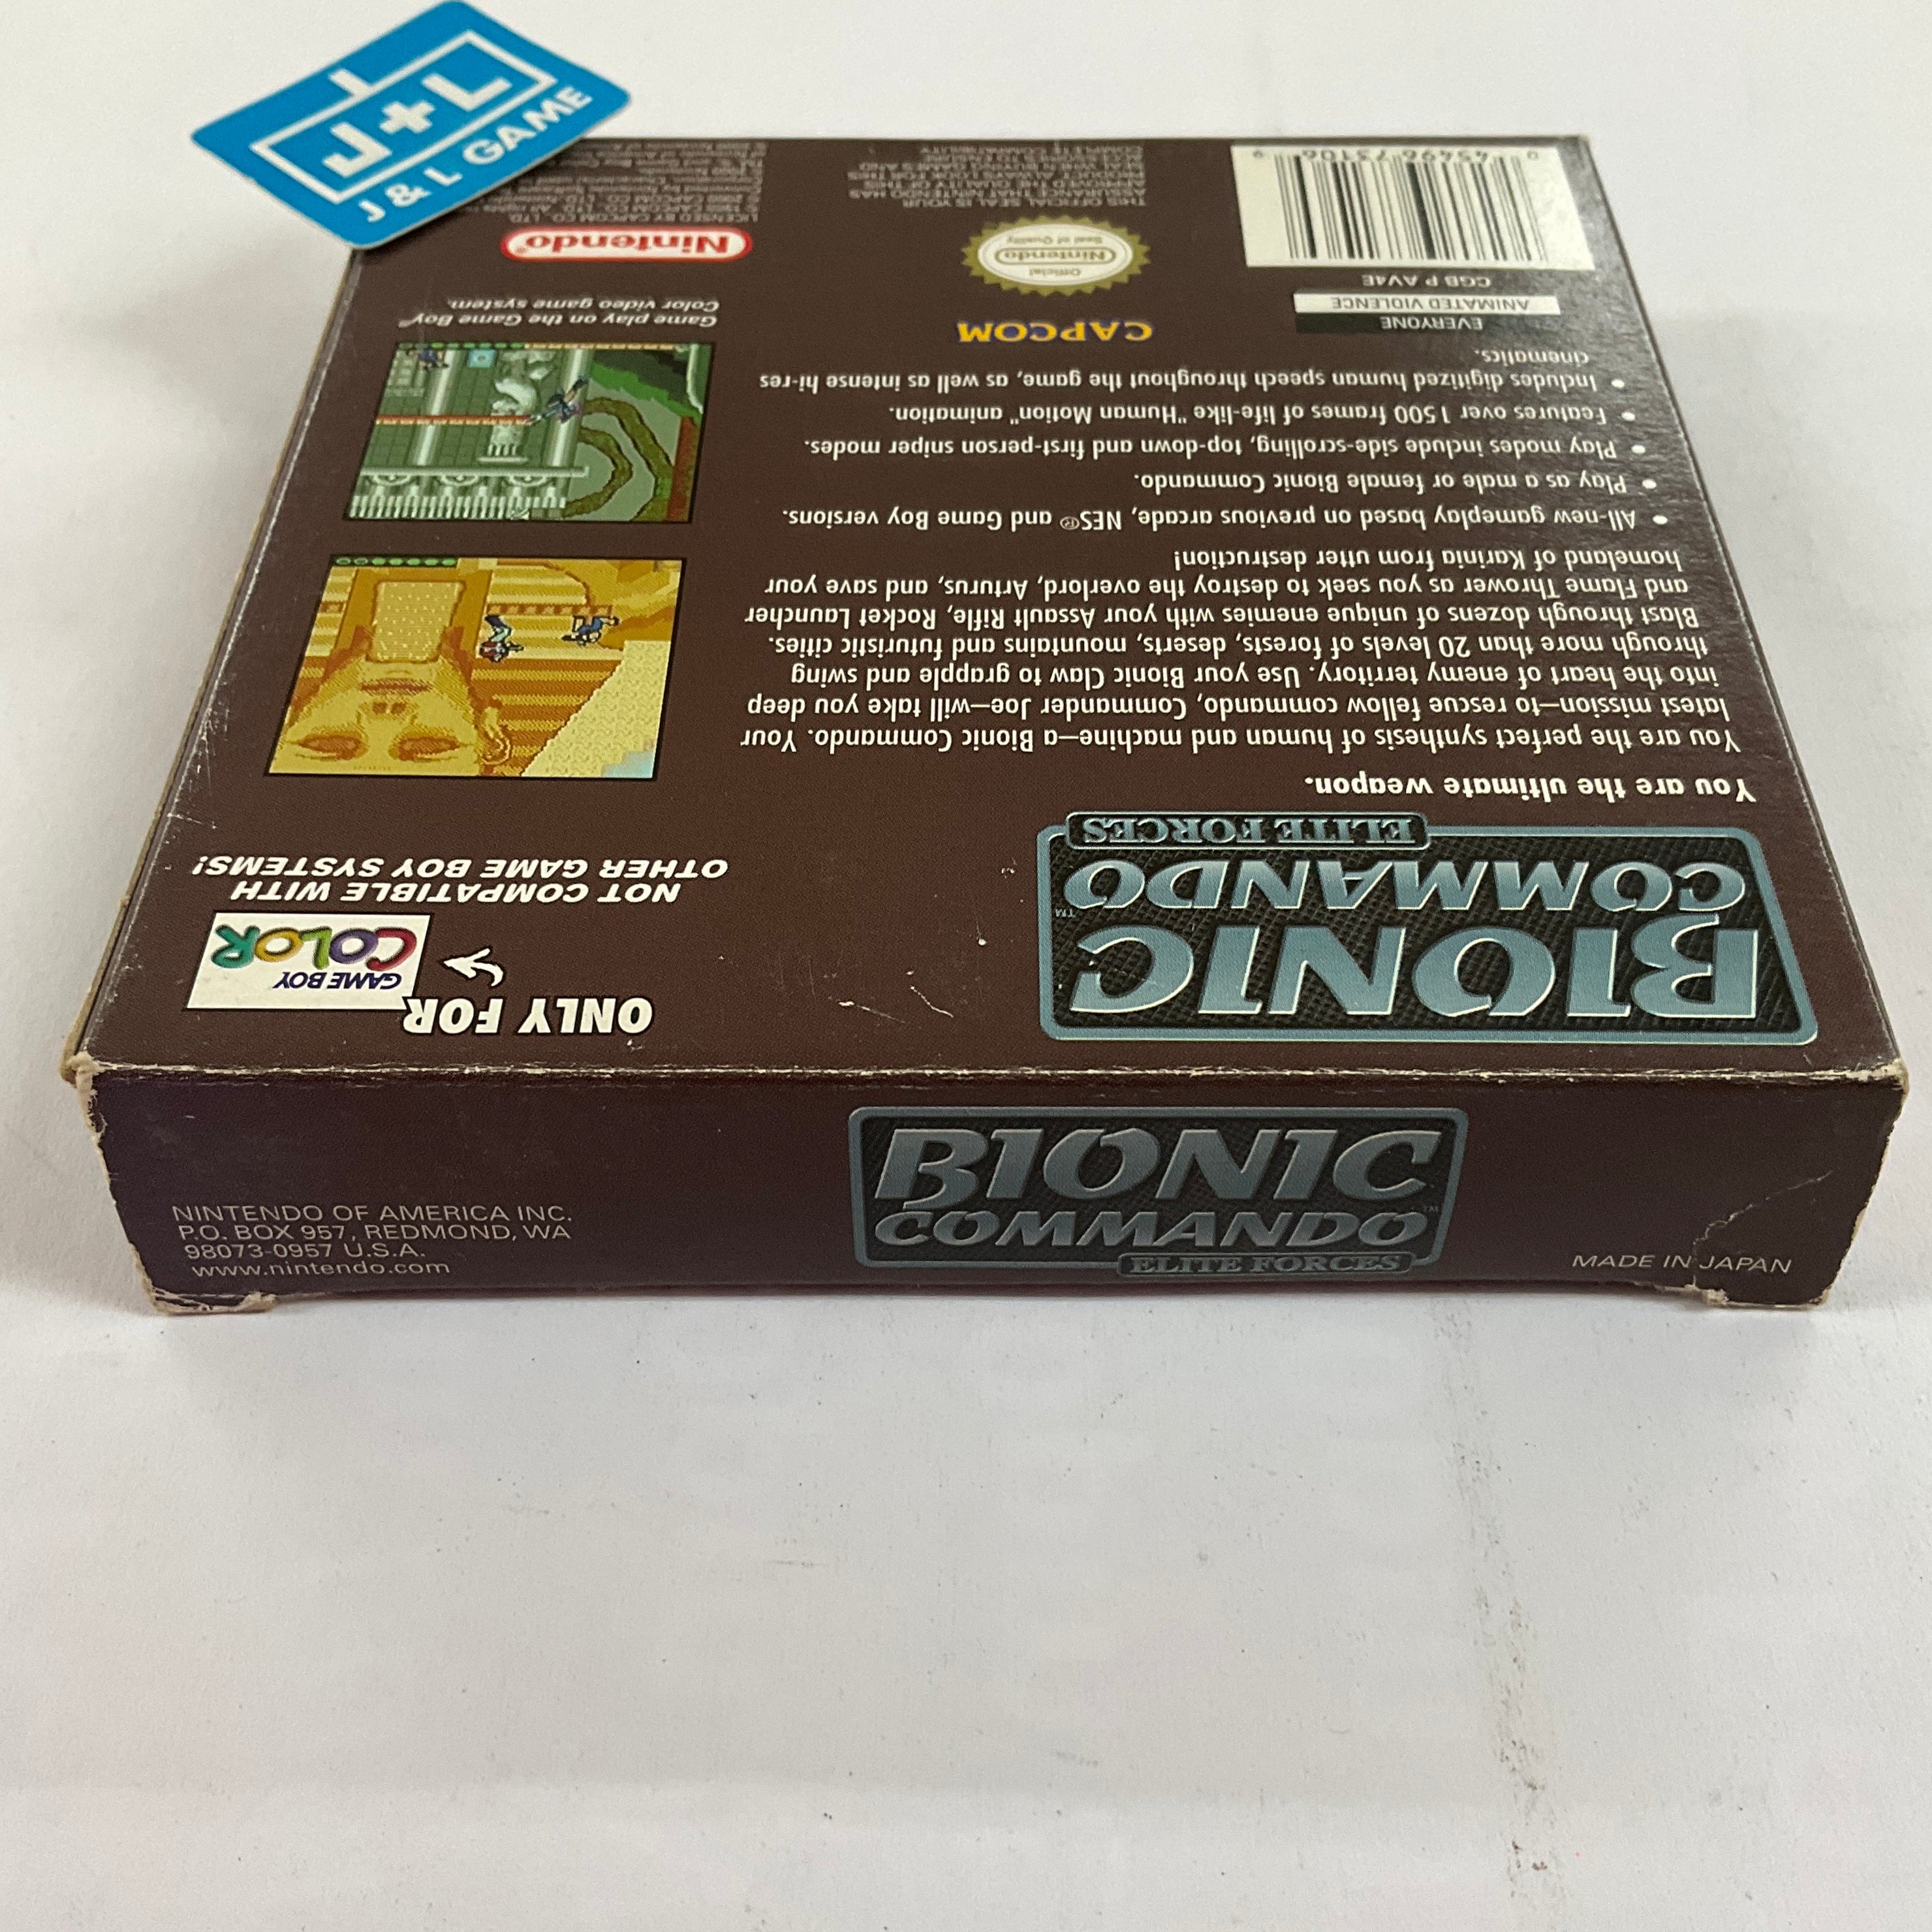 J+L
J & L GAME
BIONIC
COMMANDO™
ELITE FORCES
ONLY FOR
GAME BOY
COLOR
NOT COMPATIBLE WITH
OTHER GAME BOY SYSTEMS!
You are the ultimate weapon.
You are the perfect synthesis of human and machine—a Bionic Commando. Your
latest mission—to rescue fellow commando, Commander Joe—will take you deep
into the heart of enemy territory. Use your Bionic Claw to grapple and swing
through more than 20 levels of forests, deserts, mountains and futuristic cities.
Blast through dozens of unique enemies with your Assault Rifle, Rocket Launcher
and Flame Thrower as you seek to destroy the overlord, Arturus, and save your
homeland of Karinia from utter destruction!
• All-new gameplay based on previous arcade, NES® and Game Boy versions.
• Play as a male or female Bionic Commando.
• Play modes include side-scrolling, top-down and first-person sniper modes.
• Features over 1500 frames of life-like "Human Motion" animation.
• Includes digitized human speech throughout the game, as well as intense hi-res
cinematics.
Game play on the Game Boy®
Color video game system.
EVERYONE
ANIMATED VIOLENCE
CGB P AV4E
0 45496 73106 9
CAPCOM
Official
Nintendo
Seal of Quality
THIS OFFICIAL SEAL IS YOUR
ASSURANCE THAT NINTENDO HAS
APPROVED THE QUALITY OF THIS
PRODUCT. ALWAYS LOOK FOR THIS
SEAL WHEN BUYING GAMES AND
ACCESSORIES TO ENSURE
COMPLETE COMPATIBILITY.
Nintendo®
LICENSED BY CAPCOM CO., LTD.
BIONIC
COMMANDO™
ELITE FORCES
NINTENDO OF AMERICA INC.
P.O. BOX 957, REDMOND, WA
98073-0957 U.S.A.
www.nintendo.com
MADE IN JAPAN